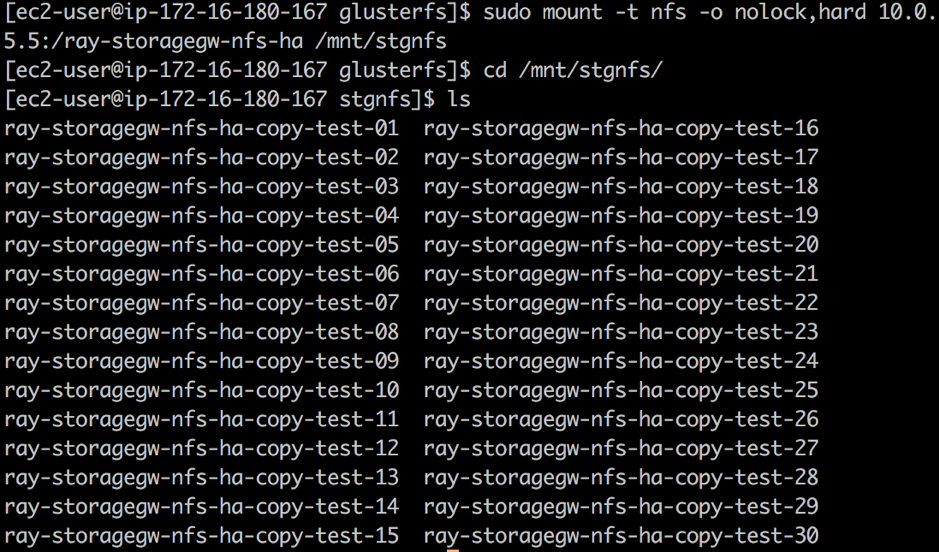 [ec2-user@ip-172-16-180-167 glusterfs]$ sudo mount -t nfs -o nolock,hard 10.0.
5.5:/ray-storagegw-nfs-ha /mnt/stgnfs
[ec2-user@ip-172-16-180-167 glusterfs]$ cd /mnt/stgnfs/
[ec2-user@ip-172-16-180-167 stgnfs]$ ls
ray-storagegw-nfs-ha-copy-test-01  ray-storagegw-nfs-ha-copy-test-16
ray-storagegw-nfs-ha-copy-test-02  ray-storagegw-nfs-ha-copy-test-17
ray-storagegw-nfs-ha-copy-test-03  ray-storagegw-nfs-ha-copy-test-18
ray-storagegw-nfs-ha-copy-test-04  ray-storagegw-nfs-ha-copy-test-19
ray-storagegw-nfs-ha-copy-test-05  ray-storagegw-nfs-ha-copy-test-20
ray-storagegw-nfs-ha-copy-test-06  ray-storagegw-nfs-ha-copy-test-21
ray-storagegw-nfs-ha-copy-test-07  ray-storagegw-nfs-ha-copy-test-22
ray-storagegw-nfs-ha-copy-test-08  ray-storagegw-nfs-ha-copy-test-23
ray-storagegw-nfs-ha-copy-test-09  ray-storagegw-nfs-ha-copy-test-24
ray-storagegw-nfs-ha-copy-test-10  ray-storagegw-nfs-ha-copy-test-25
ray-storagegw-nfs-ha-copy-test-11  ray-storagegw-nfs-ha-copy-test-26
ray-storagegw-nfs-ha-copy-test-12  ray-storagegw-nfs-ha-copy-test-27
ray-storagegw-nfs-ha-copy-test-13  ray-storagegw-nfs-ha-copy-test-28
ray-storagegw-nfs-ha-copy-test-14  ray-storagegw-nfs-ha-copy-test-29
ray-storagegw-nfs-ha-copy-test-15  ray-storagegw-nfs-ha-copy-test-30